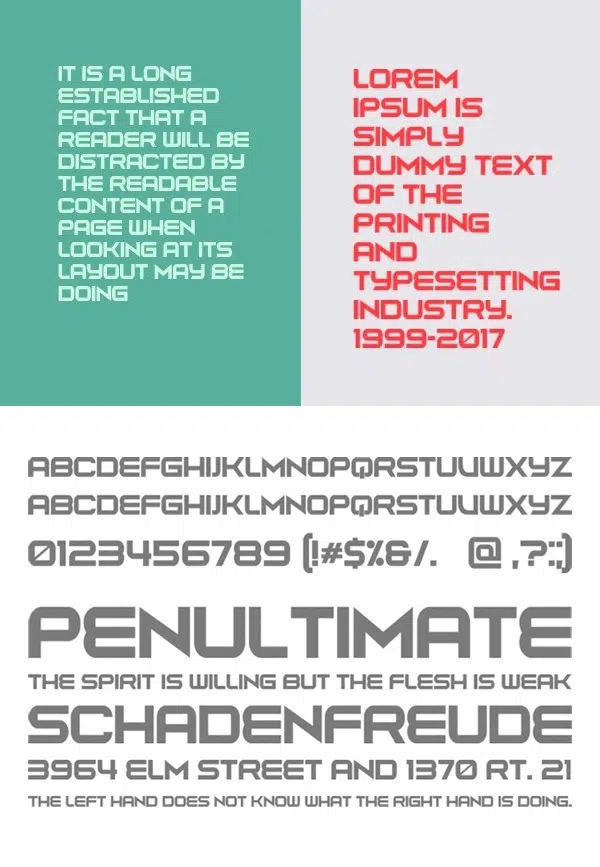 IT IS A LONG
ESTABLISHED
FACT THAT A
READER WILL BE
DISTRACTED BY
THE READABLE
CONTENT OF A
PAGE WHEN
LOOKING AT ITS
LAYOUT MAY BE
DOING
LOREM
IPSUM IS
SIMPLY
DUMMY TEXT
OF THE
PRINTING
AND
TYPESETTING
INDUSTRY.
1999-2017
ABCDEFGHIJKLMNOPQRSTUVWXYZ
ABCDEFGHIJKLMNOPQRSTUVWXYZ
0123456789 (!#$%&/. @ ,?:;)
PENULTIMATE
THE SPIRIT IS WILLING BUT THE FLESH IS WEAK
SCHADENFREUDE
3964 ELM STREET AND 1370 RT. 21
THE LEFT HAND DOES NOT KNOW WHAT THE RIGHT HAND IS DOING.